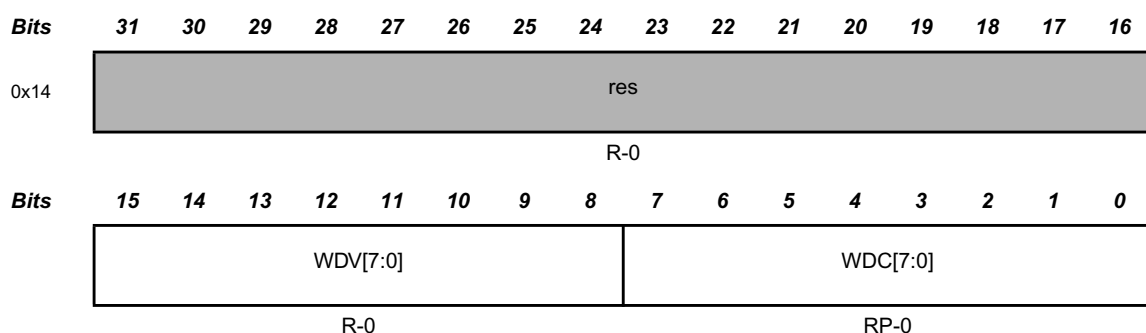 Bits 31 30 29 28 27 26 25 24 23 22 21 20 19 18 17 16
0x14 res
R-0
Bits 15 14 13 12 11 10 9 8 7 6 5 4 3 2 1 0
WDV[7:0] WDC[7:0]
R-0 RP-0